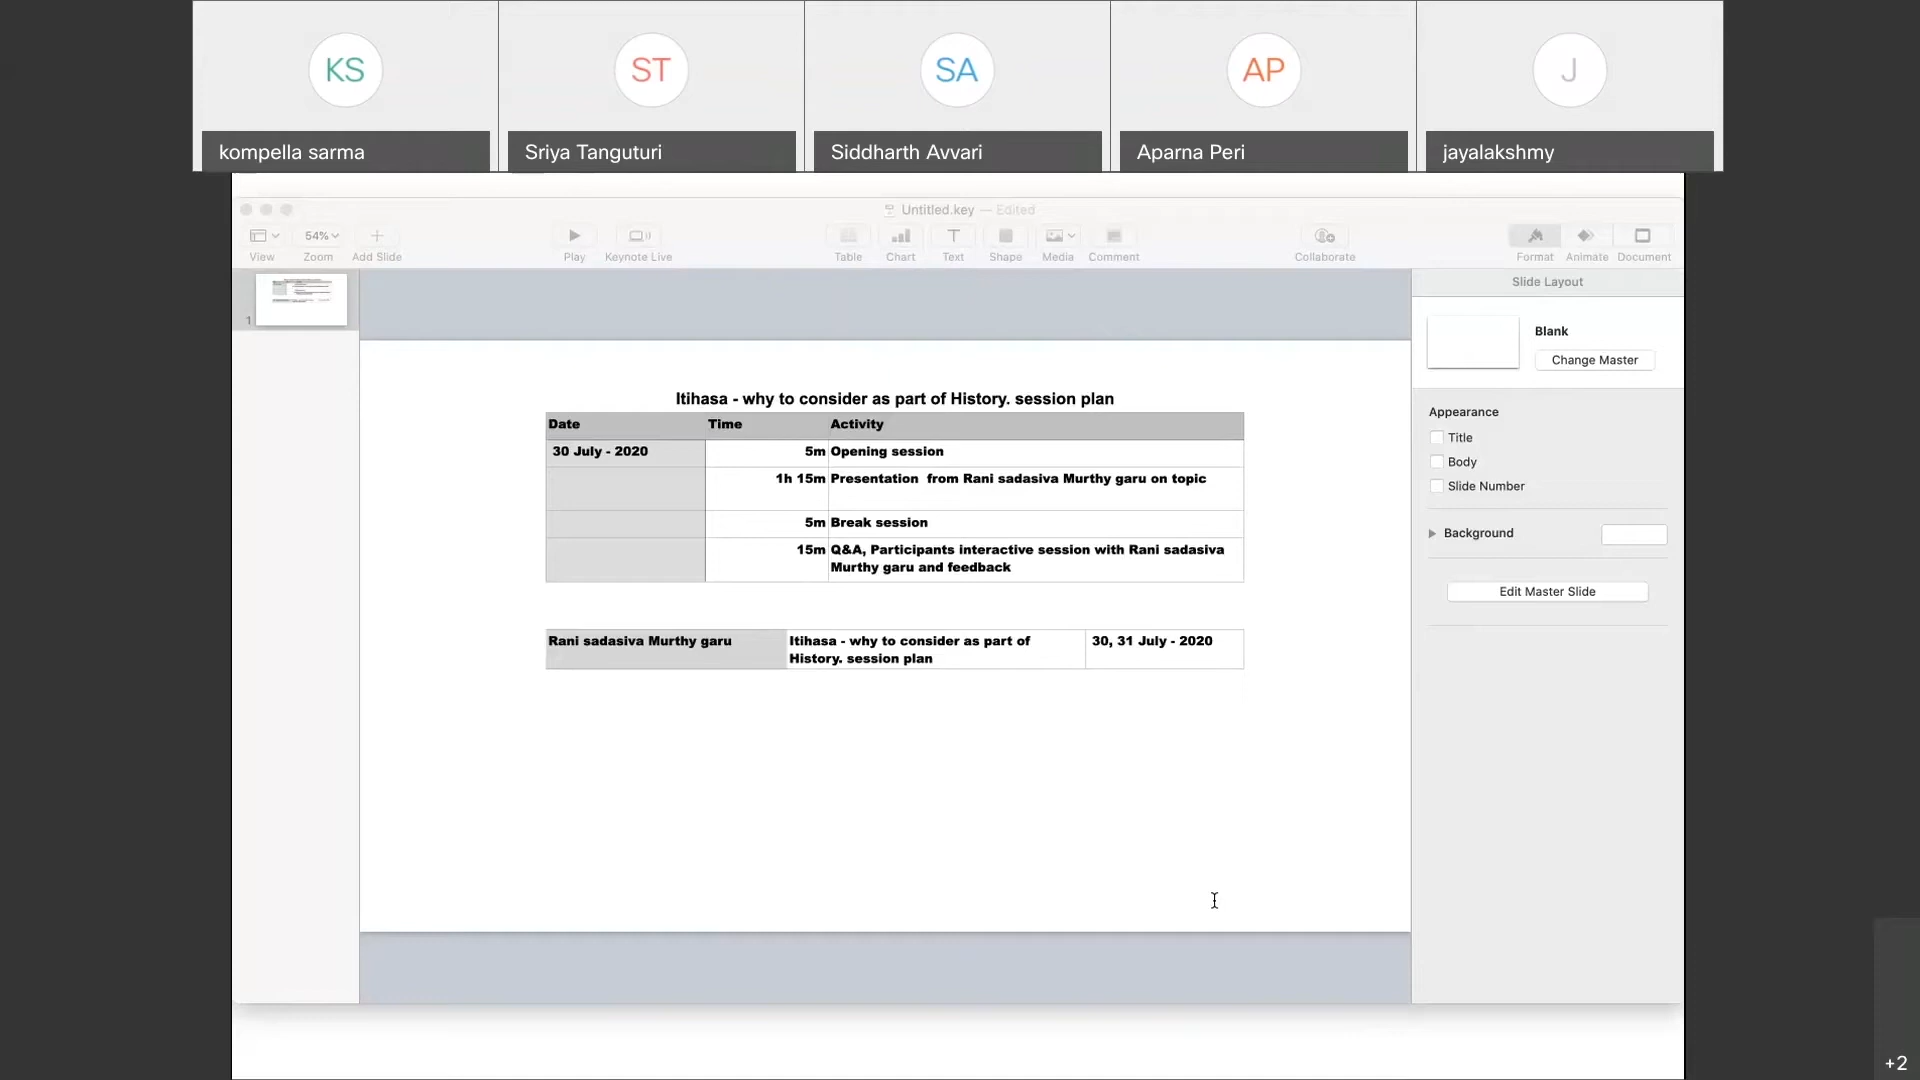 KS
ST
SA
AP
J
kompella sarma
Sriya Tanguturi
Siddharth Avvari
Aparna Peri
jayalakshmy
Untitled.key — Edited
54%
View
Zoom
Add Slide
Play
Keynote Live
Table
Chart
Text
Shape
Media
Comment
Collaborate
Format
Animate
Document
1
Slide Layout
Blank
Change Master
Appearance
Title
Body
Slide Number
Background
Edit Master Slide
Itihasa - why to consider as part of History. session plan
Date Time Activity
30 July - 2020 5m Opening session
1h 15m Presentation from Rani sadasiva Murthy garu on topic
5m Break session
15m Q&A, Participants interactive session with Rani sadasiva
Murthy garu and feedback
Rani sadasiva Murthy garu Itihasa - why to consider as part of 30, 31 July - 2020
History. session plan
+2